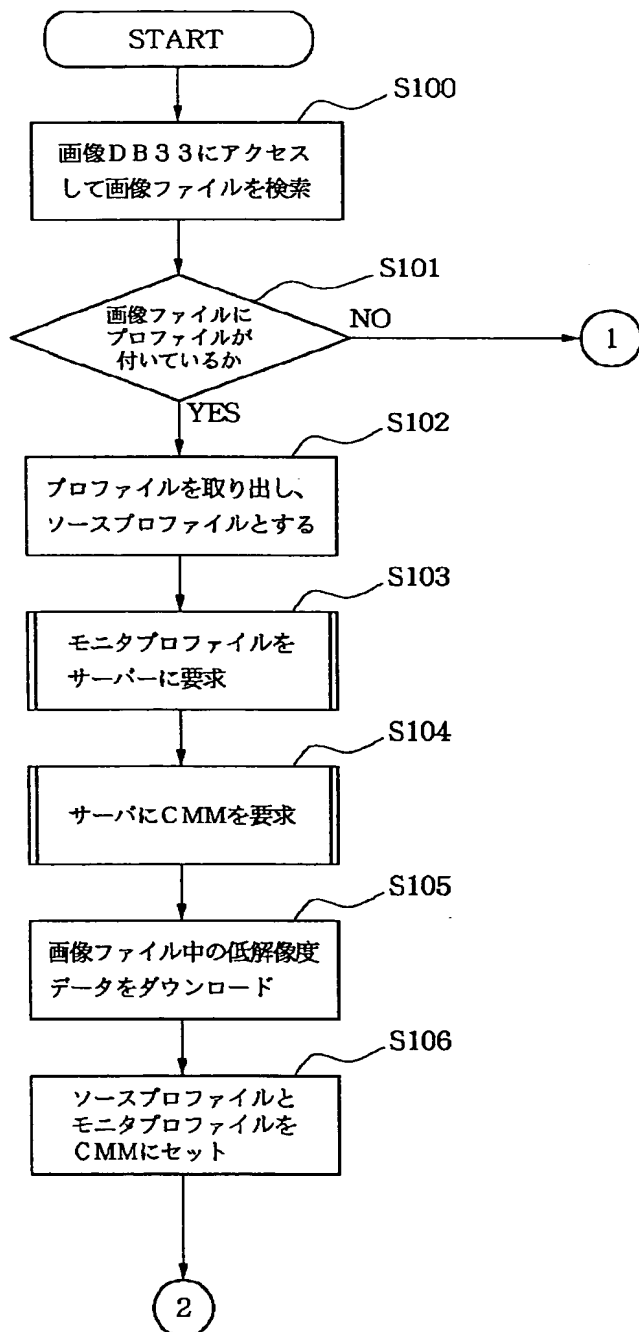 START
S100
画像DB33にアクセス
して画像ファイルを検索
S101
画像ファイルに
プロファイルが
付いているか
NO
1
YES
S102
プロファイルを取り出し、
ソースプロファイルとする
S103
モニタプロファイルを
サーバーに要求
S104
サーバにCMMを要求
S105
画像ファイル中の低解像度
データをダウンロード
S106
ソースプロファイルと
モニタプロファイルを
CMMにセット
2